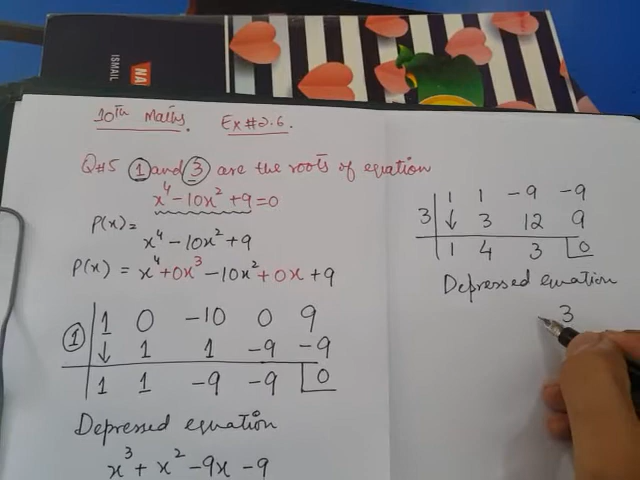 ISMAIL
NA
10th Maths. Ex#2.6.
Q#5 1 and 3 are the roots of equation
x⁴-10x²+9=0
P(x)=
x⁴-10x²+9
P(x) = x⁴+0x³-10x²+0x+9
1 1 0 -10 0 9
↓ 1 1 -9 -9
1 1 -9 -9 0
Depressed equation
x³+x²-9x-9
1 1 -9 -9
3 ↓ 3 12 9
1 4 3 0
Depressed equation
3